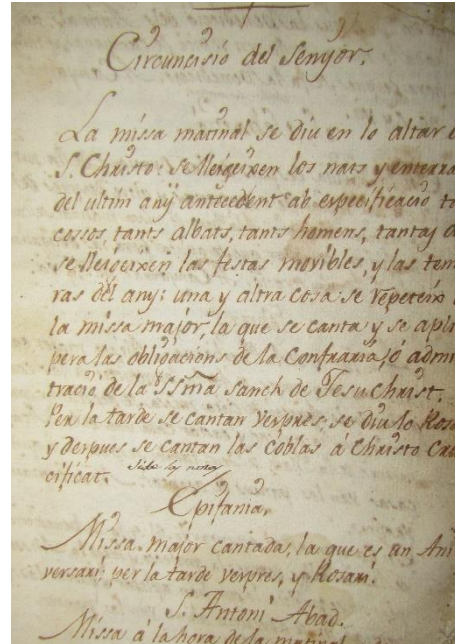 Circuncisió del Senyor.
La missa matinal se diu en lo altar
S. Christo: se lleigeixen los nats y enterra
del ultim any antecedent ab especificació
cossos, tants albats, tants homens, tantas
se lleigeixen las festas movibles, y las tem
ras del any: una y altra cosa se repeteix
la missa major, la que se canta y se apli
pera las obligacions de la Confraria, ó admi
tració de la SSma Sanch de Jesuchrist.
Per la tarde se cantan Vespres, se diu lo Rosa
y despues se cantan las coblas á Christo Cru
cificat.
Epifania.
Missa major cantada, la que es un Ani
versari; per la tarde vespres, y Rosari.
S. Antoni Abad.
Missa á la hora de la matinal